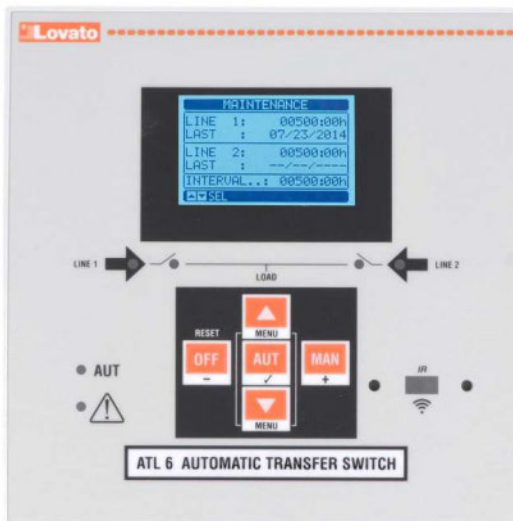 Lovato
MAINTENANCE
LINE 1: 00500:00h
LAST : 07/23/2014
LINE 2: 00500:00h
LAST : --/--/----
INTERVAL..: 00500:00h
▲▼ SEL
LINE 1
LOAD
LINE 2
RESET
MENU
OFF AUT MAN
- ✓ +
MENU
IR
AUT
ATL 6 AUTOMATIC TRANSFER SWITCH